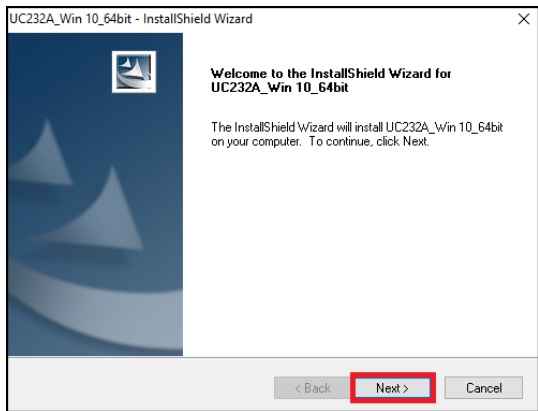 UC232A_Win 10_64bit - InstallShield Wizard
Welcome to the InstallShield Wizard for
UC232A_Win 10_64bit
The InstallShield Wizard will install UC232A_Win 10_64bit
on your computer. To continue, click Next.
< Back Next > Cancel